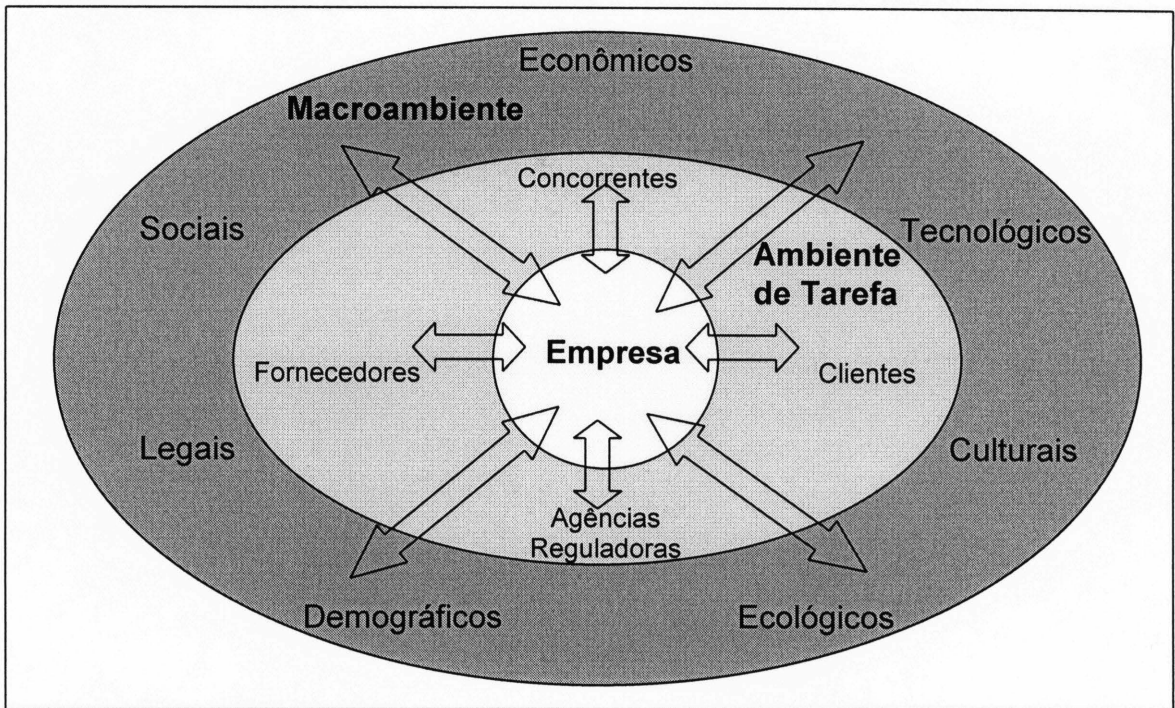 Econômicos
Macroambiente
Concorrentes
Sociais
Tecnológicos
Ambiente
de Tarefa
Empresa
Fornecedores
Clientes
Legais
Culturais
Agências
Reguladoras
Demográficos
Ecológicos